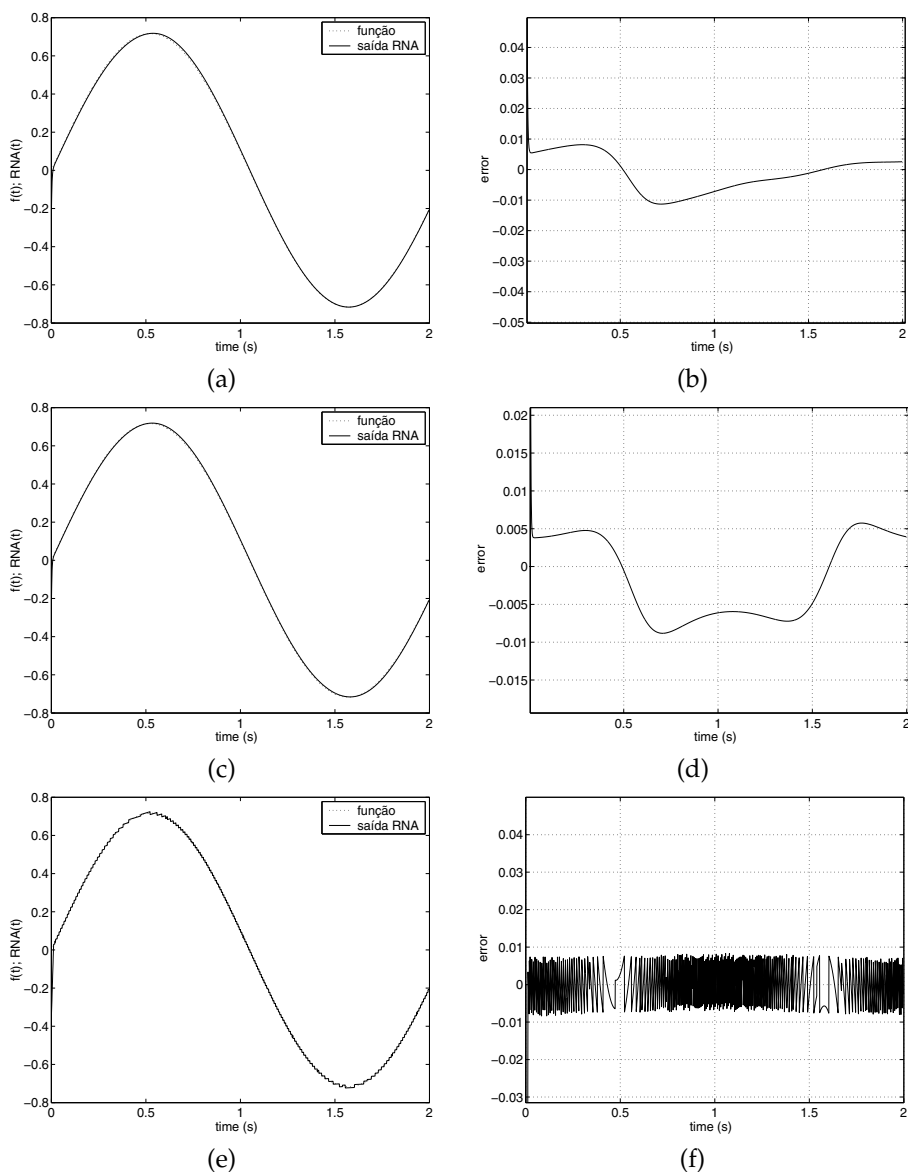 0.8
0.6
0.4
0.2
0
−0.2
−0.4
−0.6
−0.8
f(t); RNA(t)
função
saída RNA
0 0.5 1 1.5 2
time (s)
(a)
0.04
0.03
0.02
0.01
0
−0.01
−0.02
−0.03
−0.04
−0.05
error
0.5 1 1.5 2
time (s)
(b)
0.8
0.6
0.4
0.2
0
−0.2
−0.4
−0.6
−0.8
f(t); RNA(t)
função
saída RNA
0 0.5 1 1.5 2
time (s)
(c)
0.02
0.015
0.01
0.005
0
−0.005
−0.01
−0.015
error
0.5 1 1.5 2
time (s)
(d)
0.8
0.6
0.4
0.2
0
−0.2
−0.4
−0.6
−0.8
f(t); RNA(t)
função
saída RNA
0 0.5 1 1.5 2
time (s)
(e)
0.04
0.03
0.02
0.01
0
−0.01
−0.02
−0.03
error
0 0.5 1 1.5 2
time (s)
(f)